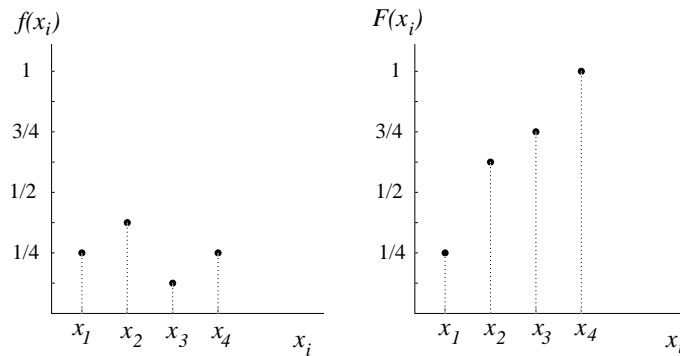 f(x_i)
1
3/4
1/2
1/4
x_1 x_2 x_3 x_4 x_i
F(x_i)
1
3/4
1/2
1/4
x_1 x_2 x_3 x_4 x_i